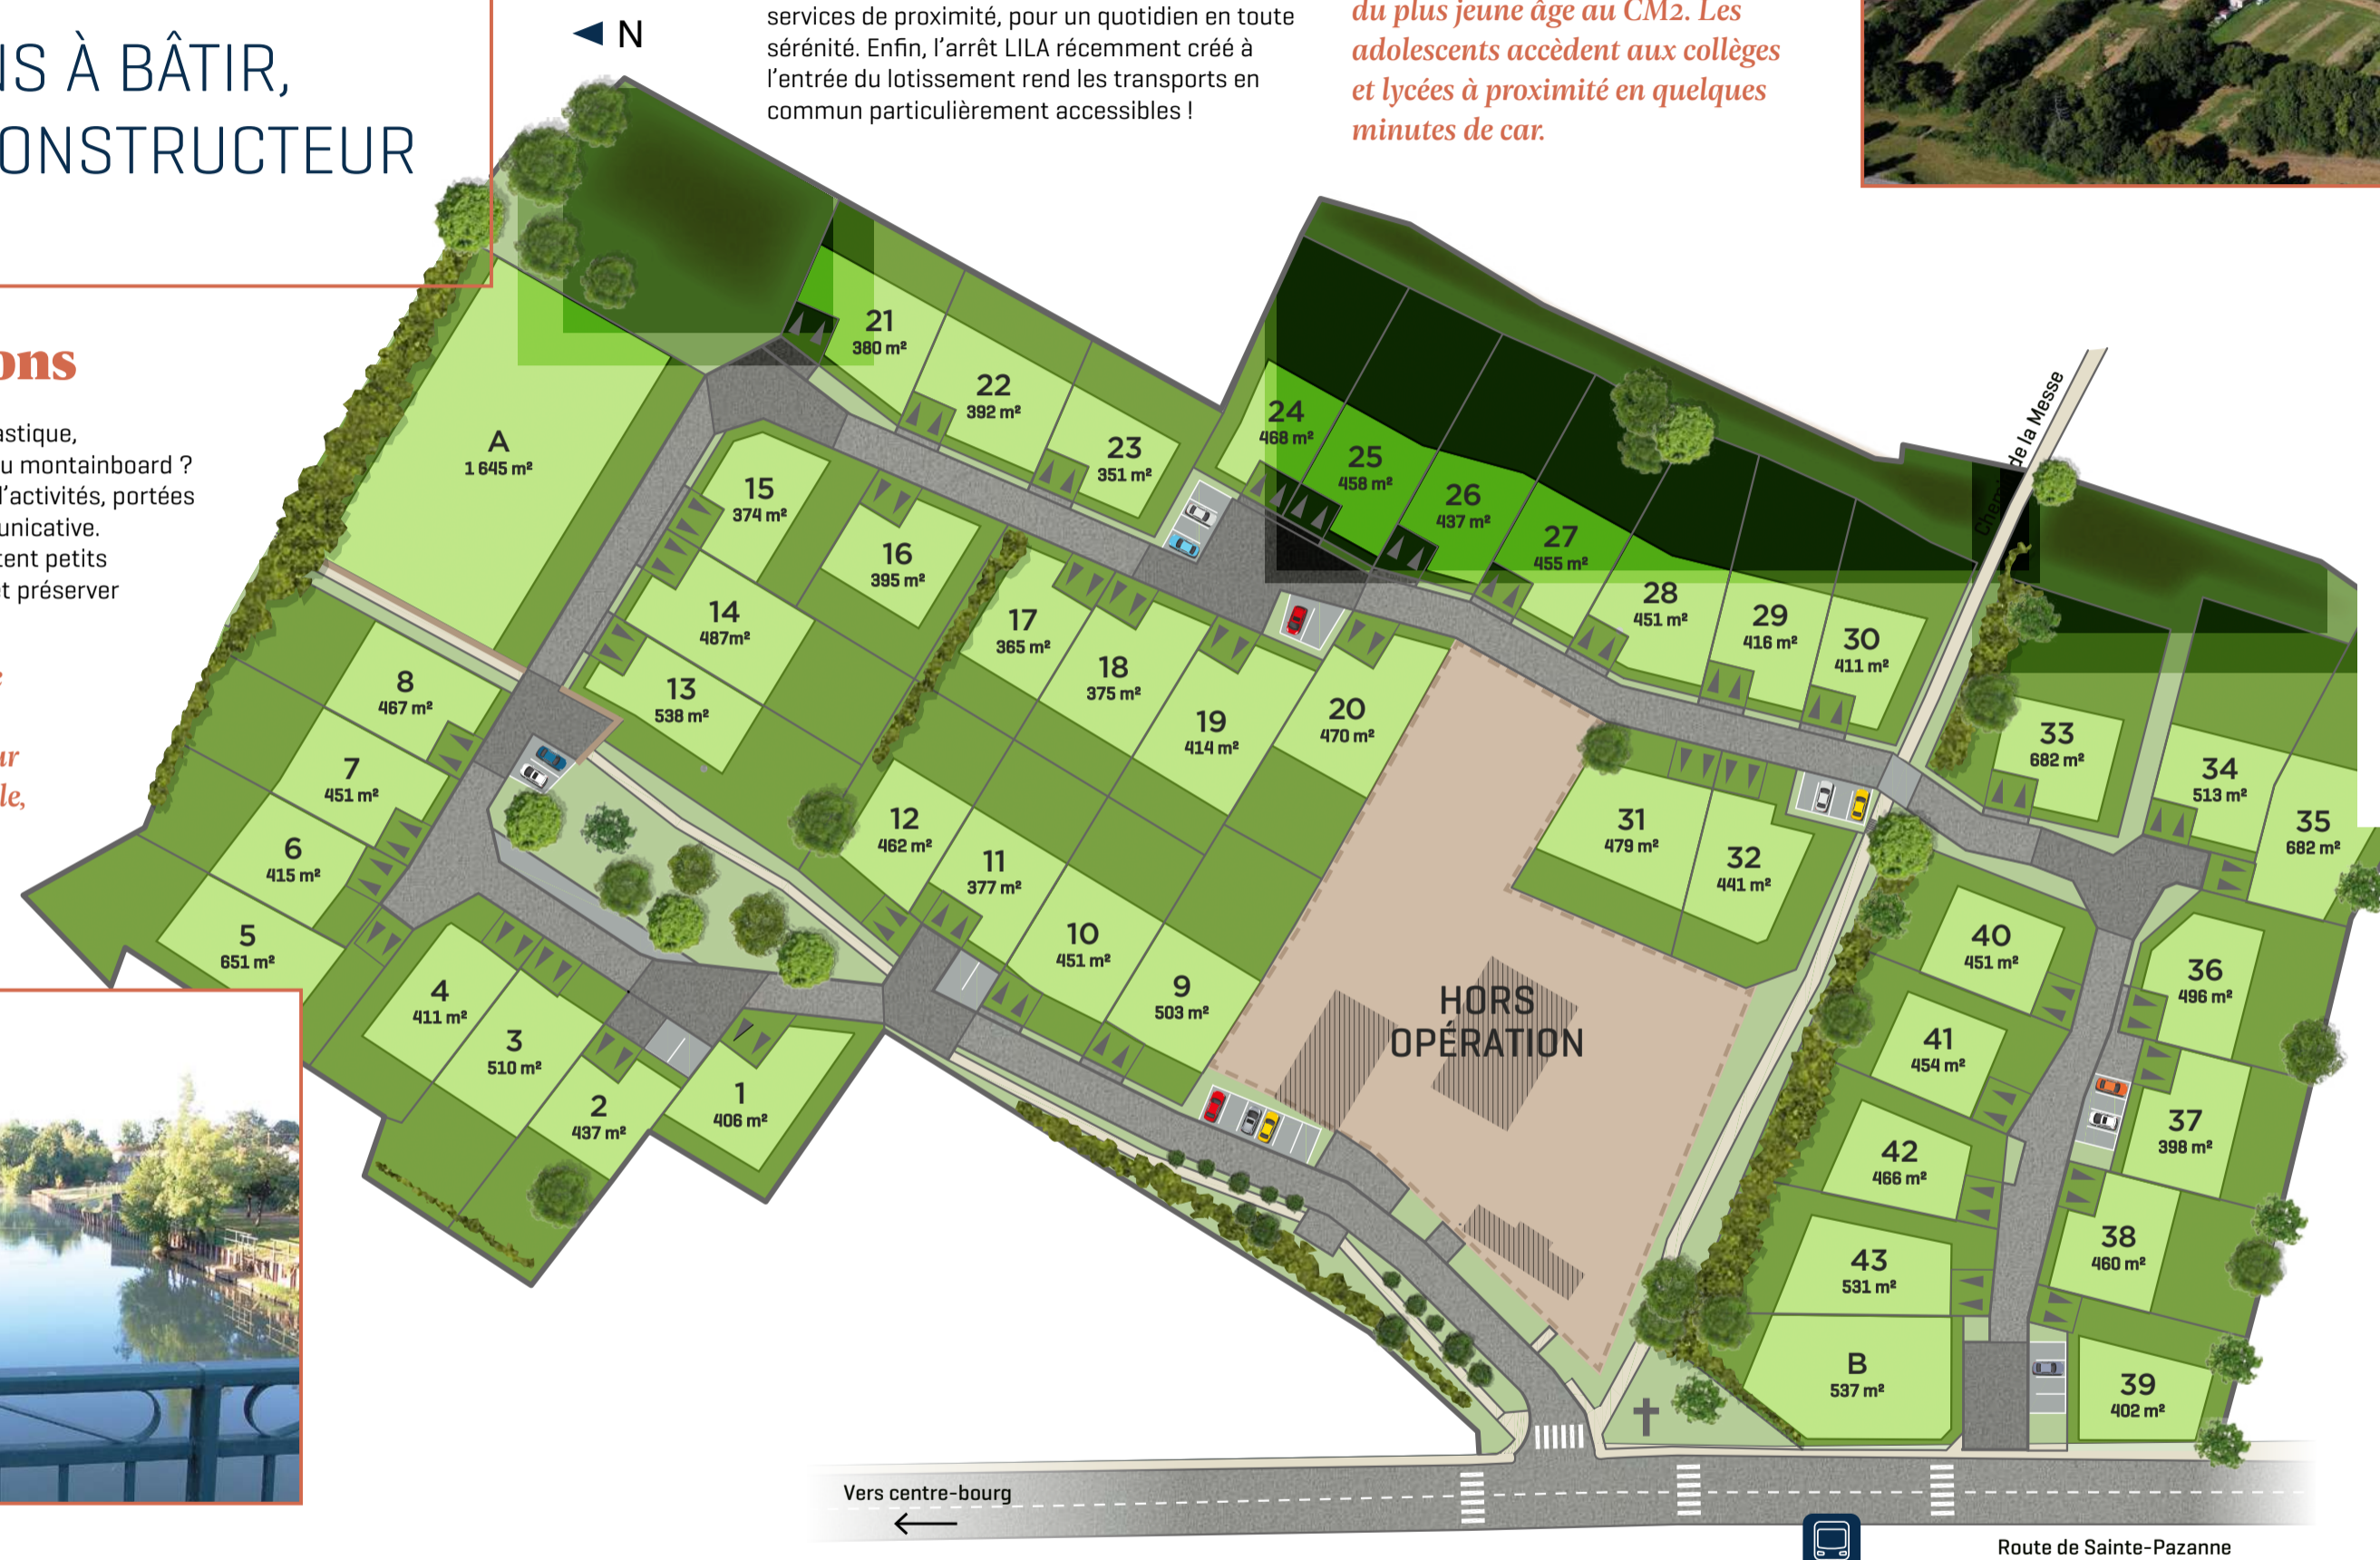 NS À BÂTIR,
ONSTRUCTEUR
N
services de proximité, pour un quotidien en toute
sérénité. Enfin, l'arrêt LILA récemment créé à
l'entrée du lotissement rend les transports en
commun particulièrement accessibles !
du plus jeune âge au CM2. Les
adolescents accèdent aux collèges
et lycées à proximité en quelques
minutes de car.
ons
astique,
u montainboard ?
l'activités, portées
unicative.
tent petits
et préserver
ur
le,
A
1 645 m²
21
380 m²
22
392 m²
23
351 m²
24
468 m²
25
458 m²
26
437 m²
27
455 m²
28
451 m²
29
416 m²
30
411 m²
Chemin de la Messe
15
374 m²
16
395 m²
14
487m²
13
538 m²
17
365 m²
18
375 m²
19
414 m²
20
470 m²
8
467 m²
7
451 m²
6
415 m²
5
651 m²
4
411 m²
3
510 m²
2
437 m²
1
406 m²
12
462 m²
11
377 m²
10
451 m²
9
503 m²
HORS
OPÉRATION
31
479 m²
32
441 m²
33
682 m²
34
513 m²
35
682 m²
40
451 m²
36
496 m²
41
454 m²
37
398 m²
42
466 m²
38
460 m²
43
531 m²
B
537 m²
39
402 m²
Vers centre-bourg
Route de Sainte-Pazanne